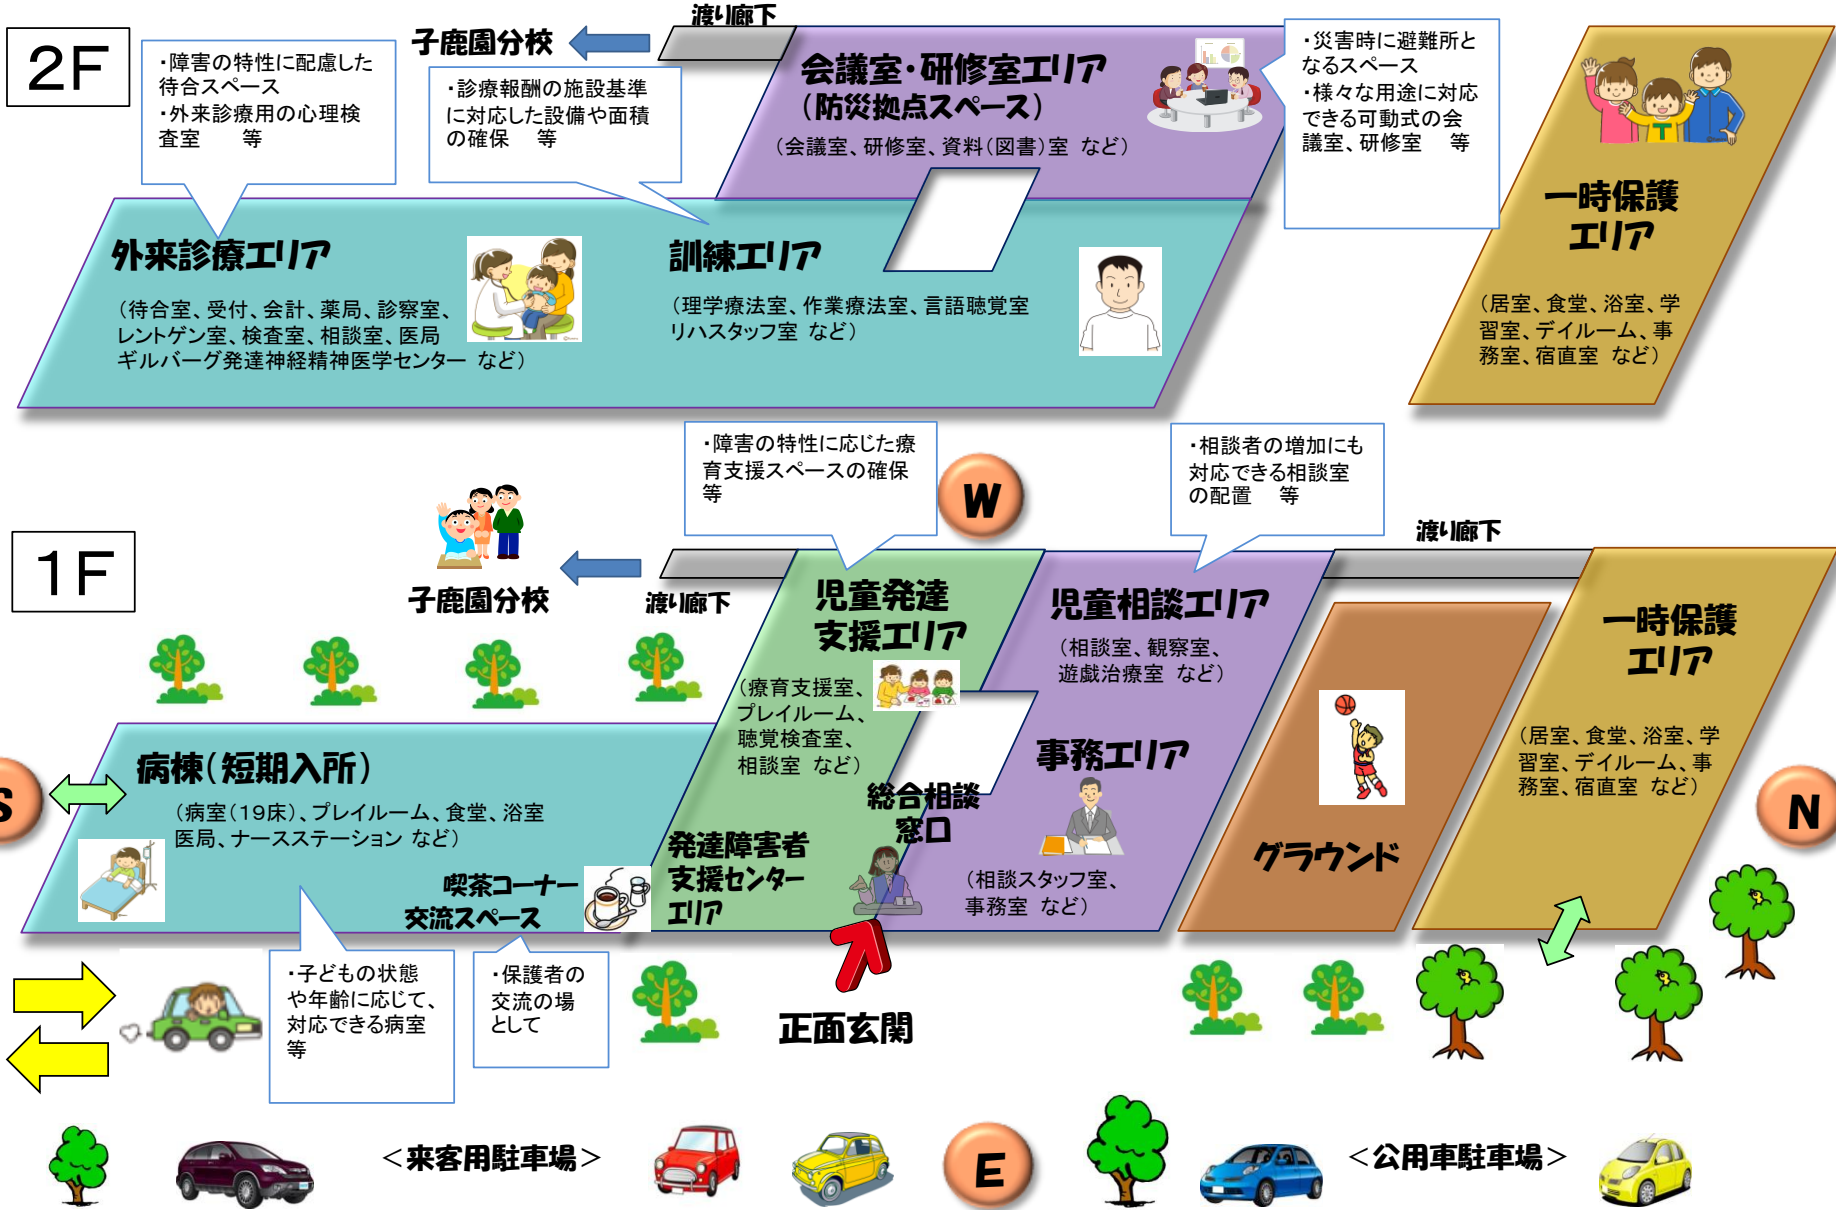 2F
・障害の特性に配慮した
待合スペース
・外来診療用の心理検
査室　　等
子鹿園分校
渡り廊下
・診療報酬の施設基準
に対応した設備や面積
の確保　等
会議室・研修室エリア
（防災拠点スペース）
（会議室、研修室、資料（図書）室 など）
・災害時に避難所と
なるスペース
・様々な用途に対応
できる可動式の会
議室、研修室　等
一時保護
エリア
（居室、食堂、浴室、学
習室、デイルーム、事
務室、宿直室 など）
外来診療エリア
（待合室、受付、会計、薬局、診察室、
レントゲン室、検査室、相談室、医局
ギルバーグ発達神経精神医学センター など）
訓練エリア
（理学療法室、作業療法室、言語聴覚室
リハスタッフ室 など）
・障害の特性に応じた療
育支援スペースの確保
等
W
・相談者の増加にも
対応できる相談室
の配置　等
1F
子鹿園分校
渡り廊下
渡り廊下
児童発達
支援エリア
（療育支援室、
プレイルーム、
聴覚検査室、
相談室 など）
児童相談エリア
（相談室、観察室、
遊戯治療室 など）
一時保護
エリア
（居室、食堂、浴室、学
習室、デイルーム、事
務室、宿直室 など）
S
病棟（短期入所）
（病室（19床）、プレイルーム、食堂、浴室
医局、ナースステーション など）
喫茶コーナー
交流スペース
発達障害者
支援センター
エリア
総合相談
窓口
事務エリア
（相談スタッフ室、
事務室 など）
グラウンド
N
・子どもの状態
や年齢に応じて、
対応できる病室
等
・保護者の
交流の場
として
正面玄関
＜来客用駐車場＞
E
＜公用車駐車場＞